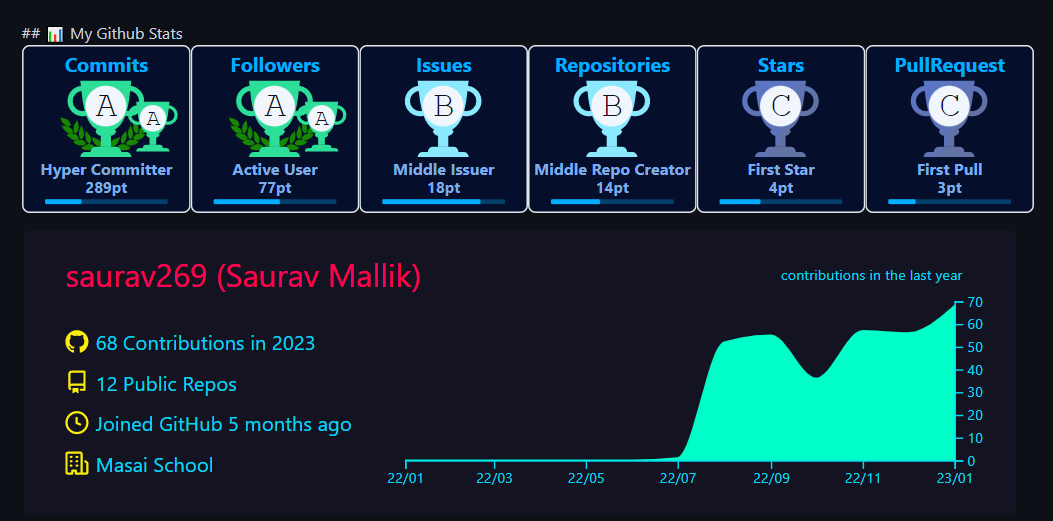 ## 📊 My Github Stats
Commits
A
A
Hyper Committer
289pt
Followers
A
A
Active User
77pt
Issues
B
Middle Issuer
18pt
Repositories
B
Middle Repo Creator
14pt
Stars
C
First Star
4pt
PullRequest
C
First Pull
3pt
saurav269 (Saurav Mallik)
68 Contributions in 2023
12 Public Repos
Joined GitHub 5 months ago
Masai School
contributions in the last year
70
60
50
40
30
20
10
0
22/01 22/03 22/05 22/07 22/09 22/11 23/01